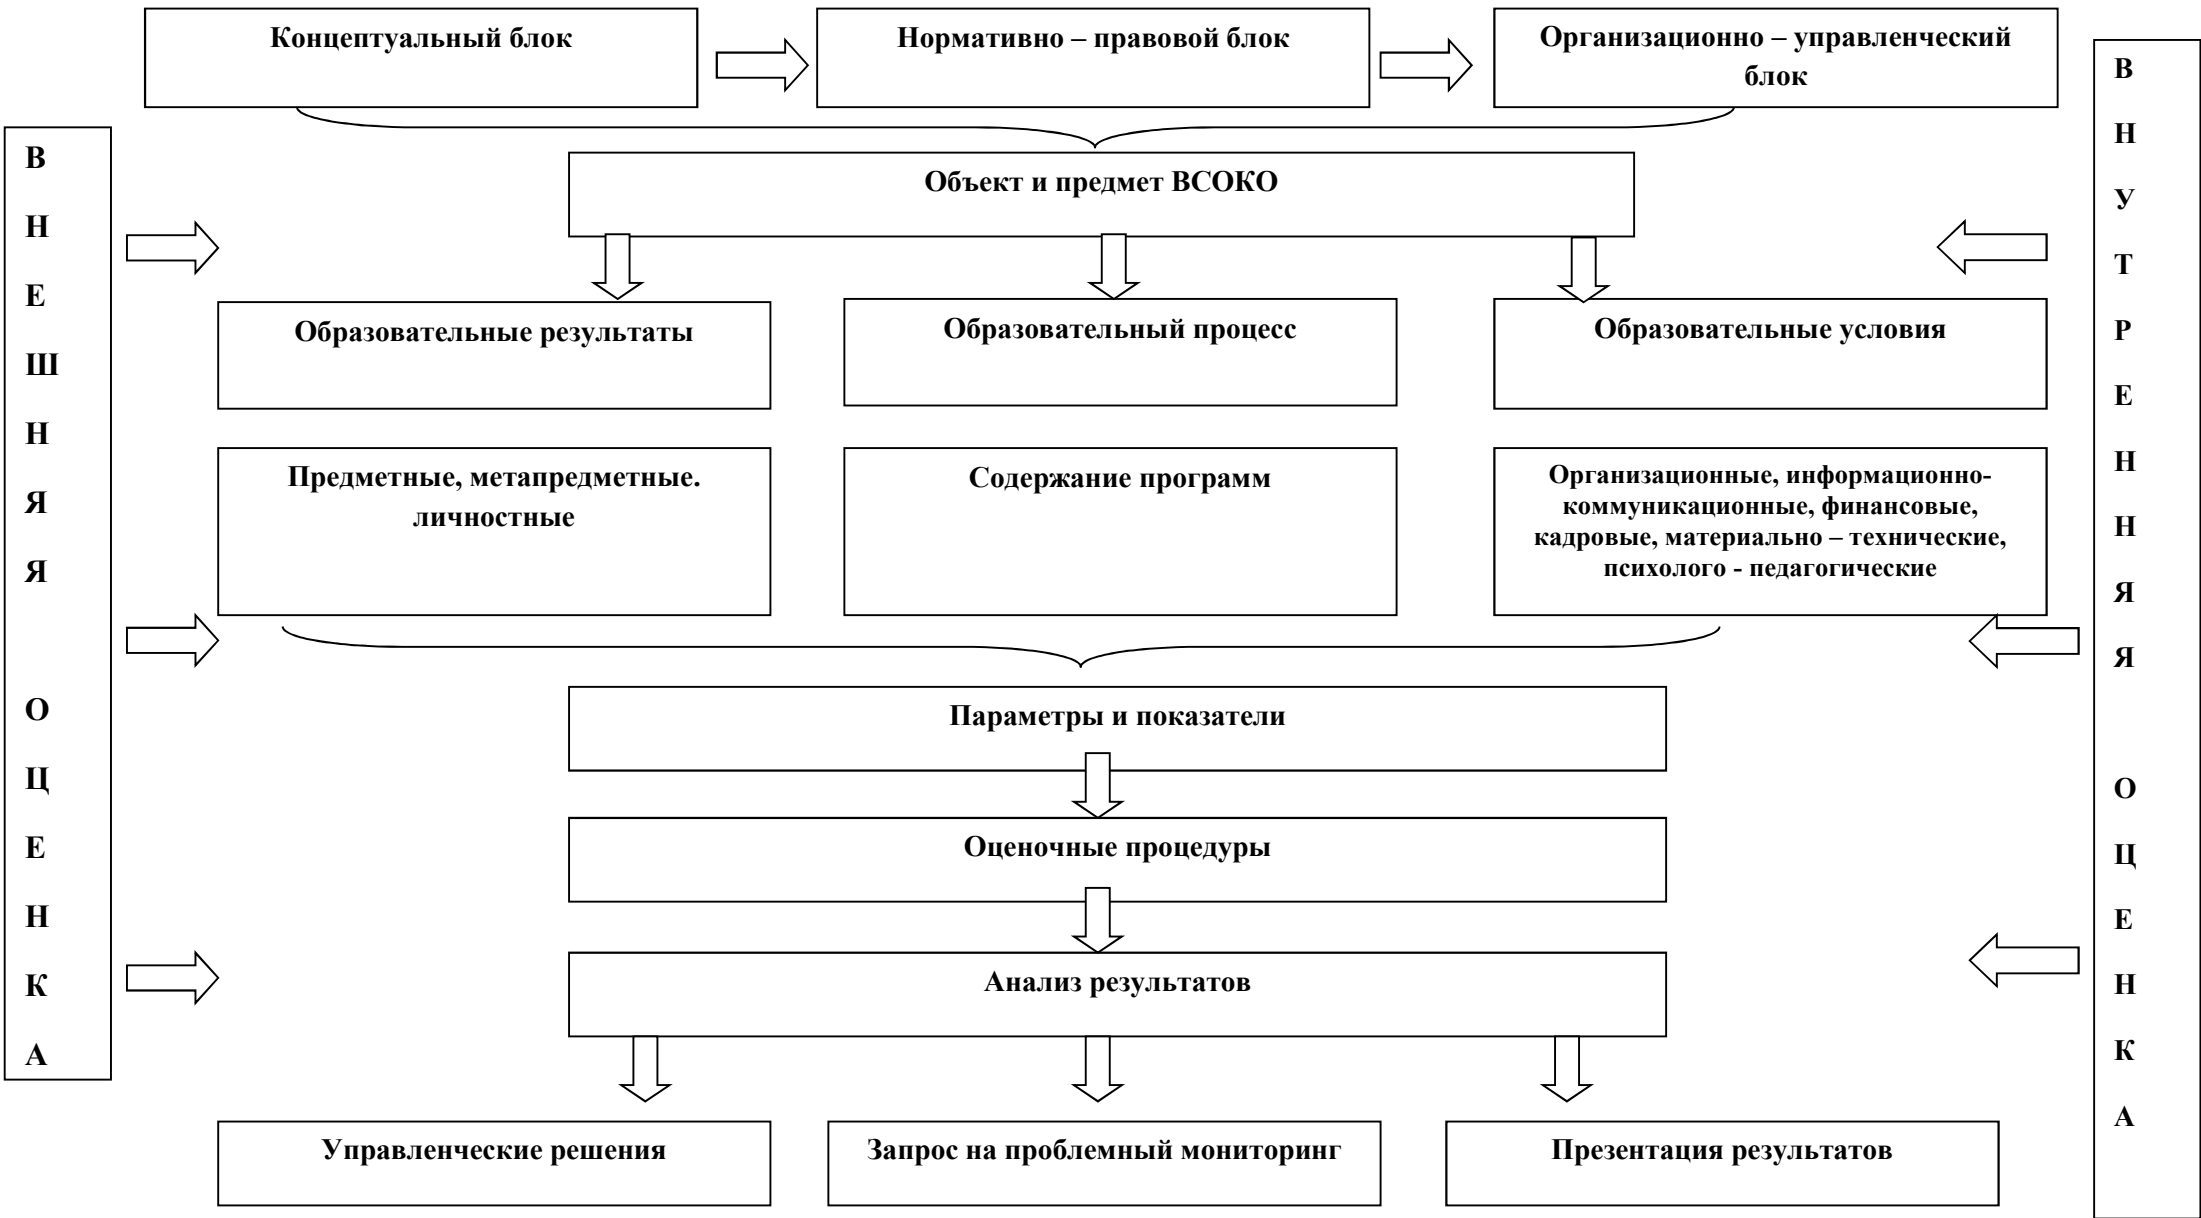 Концептуальный блок
Нормативно – правовой блок
Организационно – управленческий
блок
Объект и предмет ВСОКО
Образовательные результаты
Образовательный процесс
Образовательные условия
Предметные, метапредметные.
личностные
Содержание программ
Организационные, информационно-
коммуникационные, финансовые,
кадровые, материально – технические,
психолого - педагогические
Параметры и показатели
Оценочные процедуры
Анализ результатов
Управленческие решения
Запрос на проблемный мониторинг
Презентация результатов
В
Н
Е
Ш
Н
Я
Я
О
Ц
Е
Н
К
А
В
Н
У
Т
Р
Е
Н
Н
Я
Я
О
Ц
Е
Н
К
А